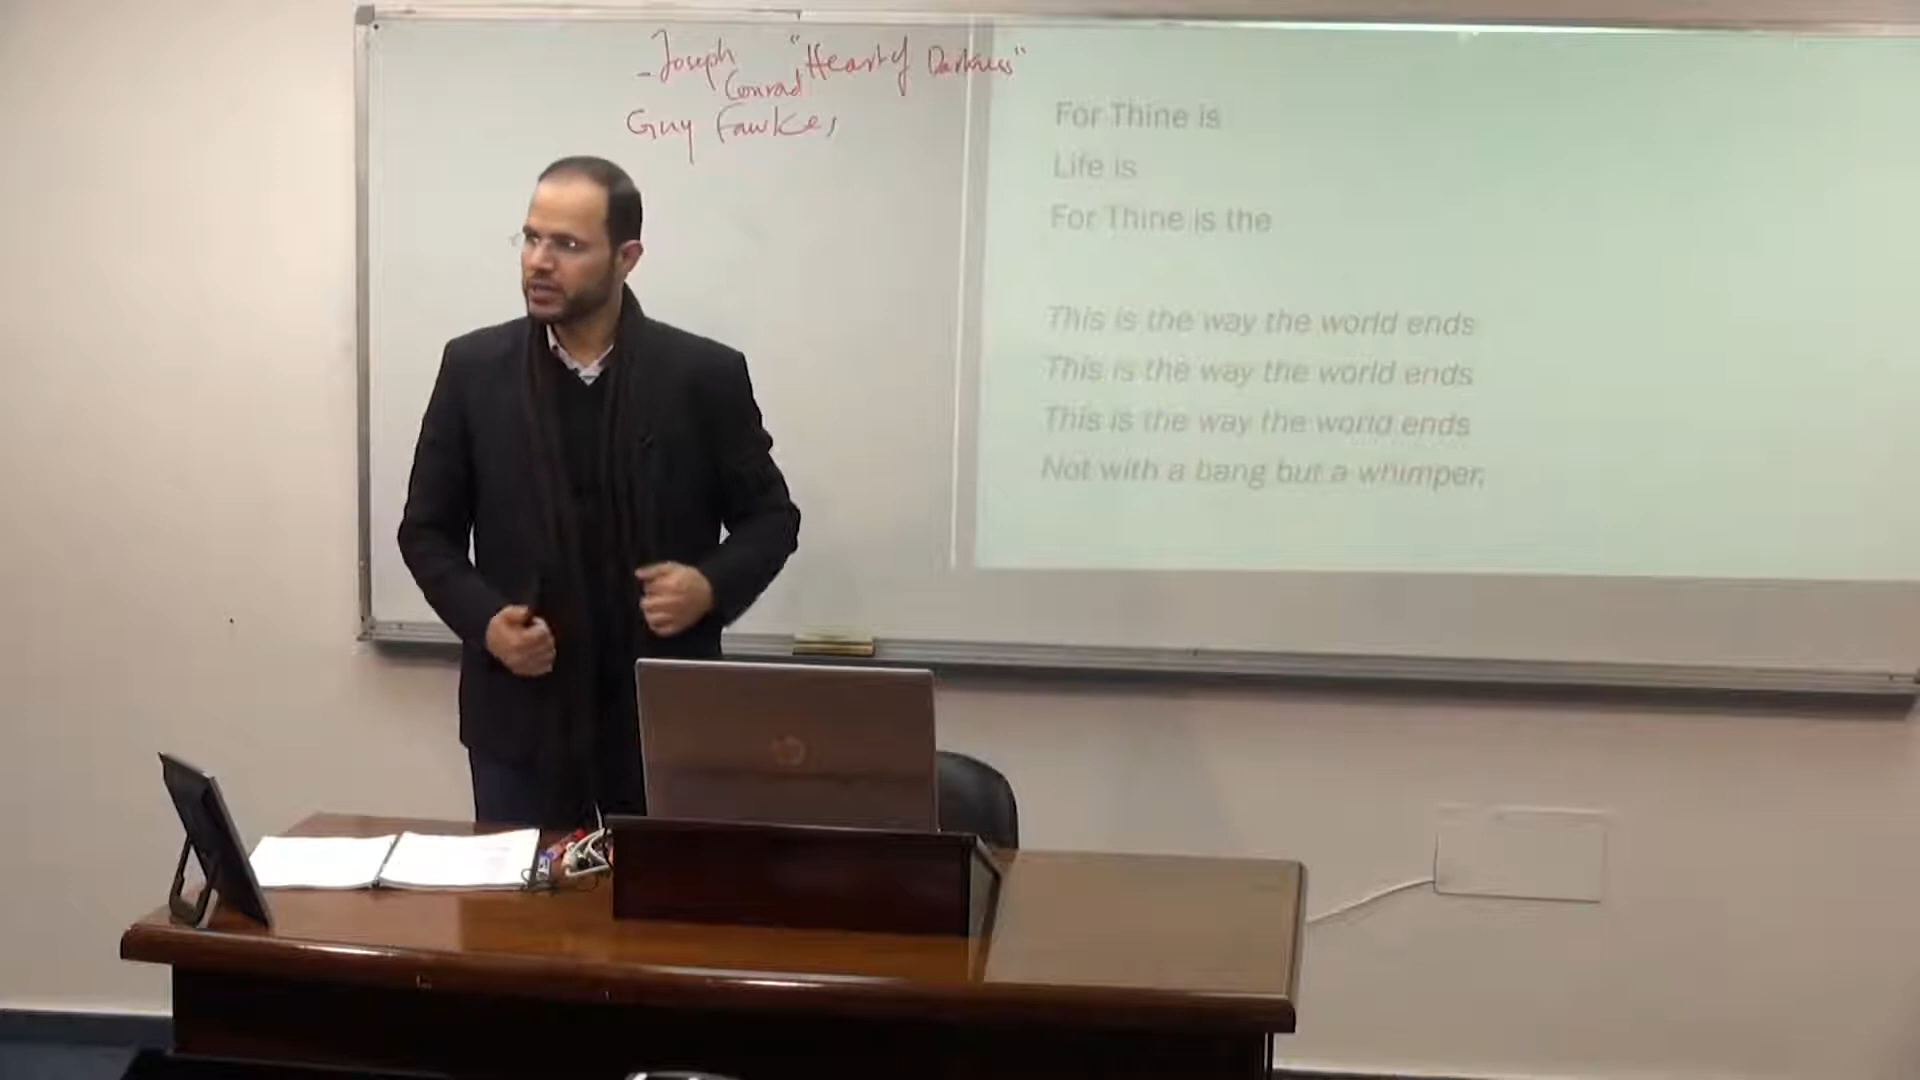 - Joseph "Heart of Darkness"
Conrad
Guy Fawkes
For Thine is
Life is
For Thine is the
This is the way the world ends
This is the way the world ends
This is the way the world ends
Not with a bang but a whimper.
hp